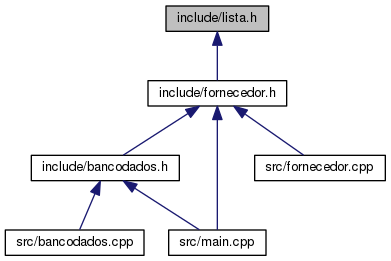 include/lista.h
include/fornecedor.h
include/bancodados.h
src/fornecedor.cpp
src/bancodados.cpp
src/main.cpp